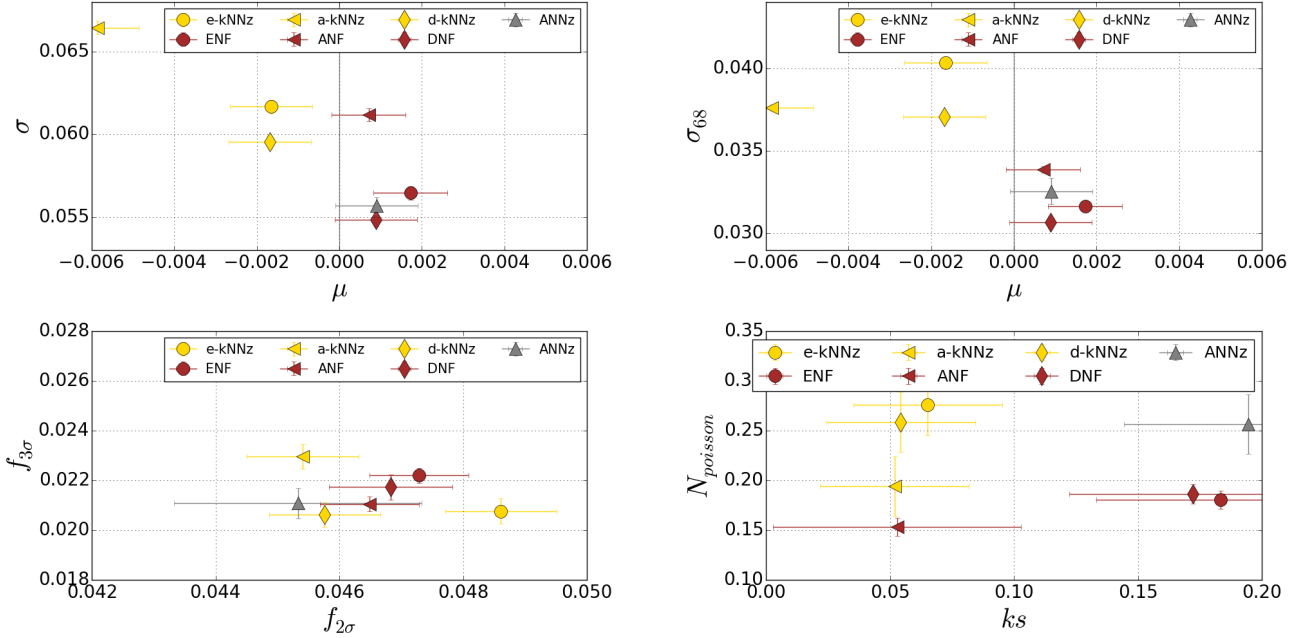 e-kNNz a-kNNz d-kNNz ANNz
ENF ANF DNF
0.065
0.060
0.055
σ
−0.006 −0.004 −0.002 0.000 0.002 0.004 0.006
μ
e-kNNz a-kNNz d-kNNz ANNz
ENF ANF DNF
0.040
0.035
0.030
σ68
−0.006 −0.004 −0.002 0.000 0.002 0.004 0.006
μ
0.028
e-kNNz a-kNNz d-kNNz ANNz
ENF ANF DNF
0.026
0.024
0.022
0.020
0.018
f3σ
0.042 0.044 0.046 0.048 0.050
f2σ
0.35
e-kNNz a-kNNz d-kNNz ANNz
ENF ANF DNF
0.3
0.25
0.20
0.15
0.10
Npoisson
0.00 0.05 0.10 0.15 0.20
ks